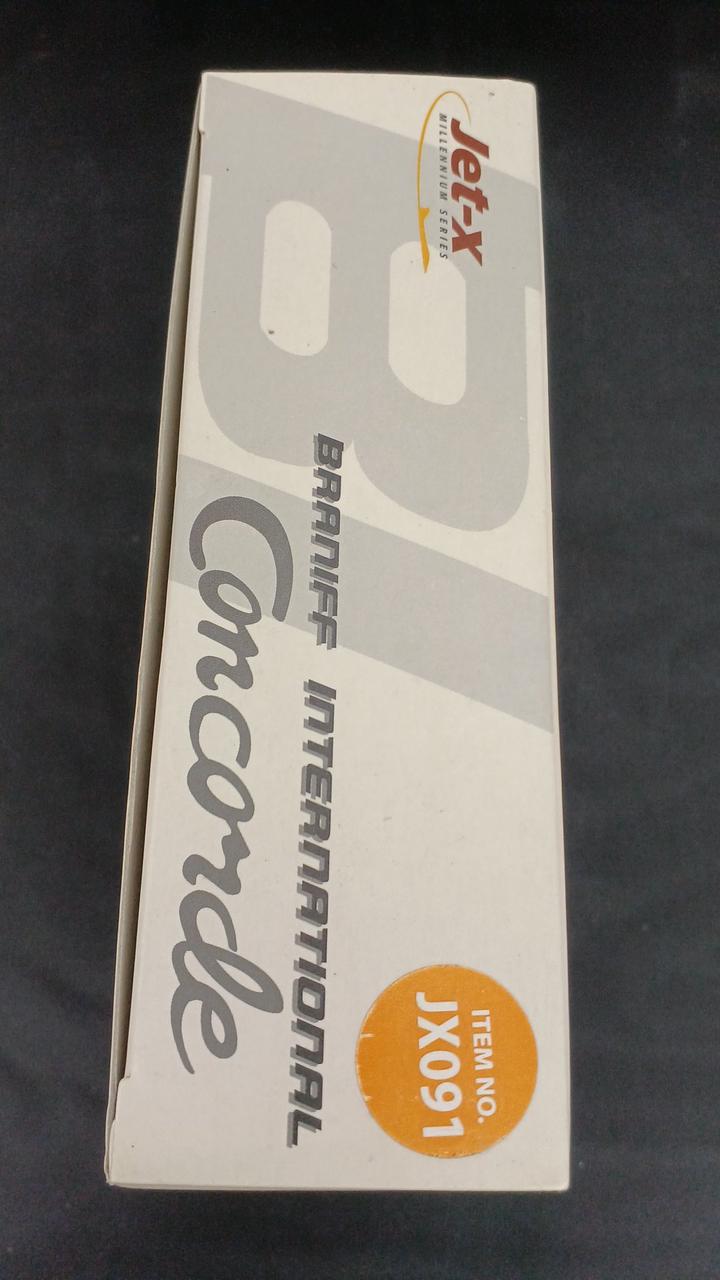 Jet-x
MILLENNIUM SERIES
ITEM NO.
JX091
BRANIFF INTERNATIONAL
Concorde